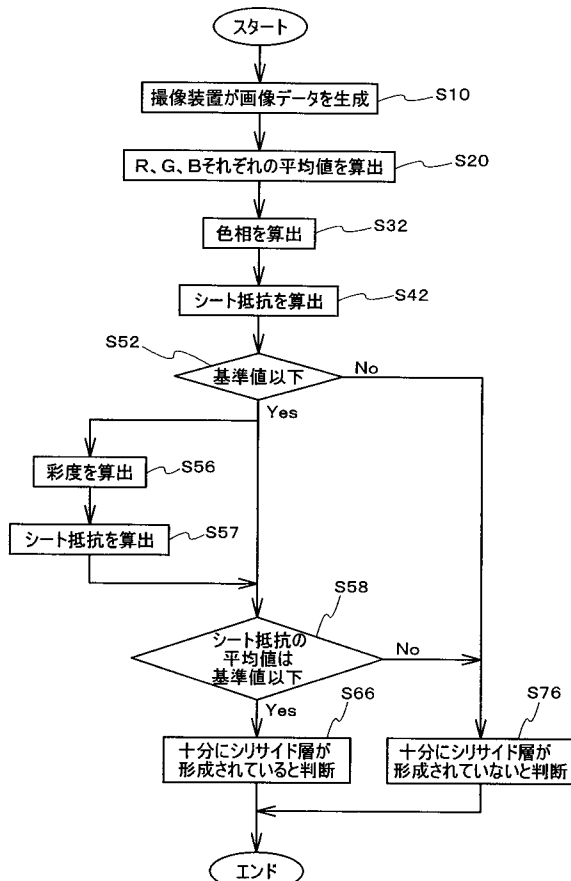 スタート
撮像装置が画像データを生成
S10
R、G、Bそれぞれの平均値を算出
S20
色相を算出
S32
シート抵抗を算出
S42
S52
基準値以下
No
Yes
彩度を算出
S56
シート抵抗を算出
S57
S58
シート抵抗の
平均値は
基準値以下
No
Yes
S66
十分にシリサイド層が
形成されていると判断
S76
十分にシリサイド層が
形成されていないと判断
エンド